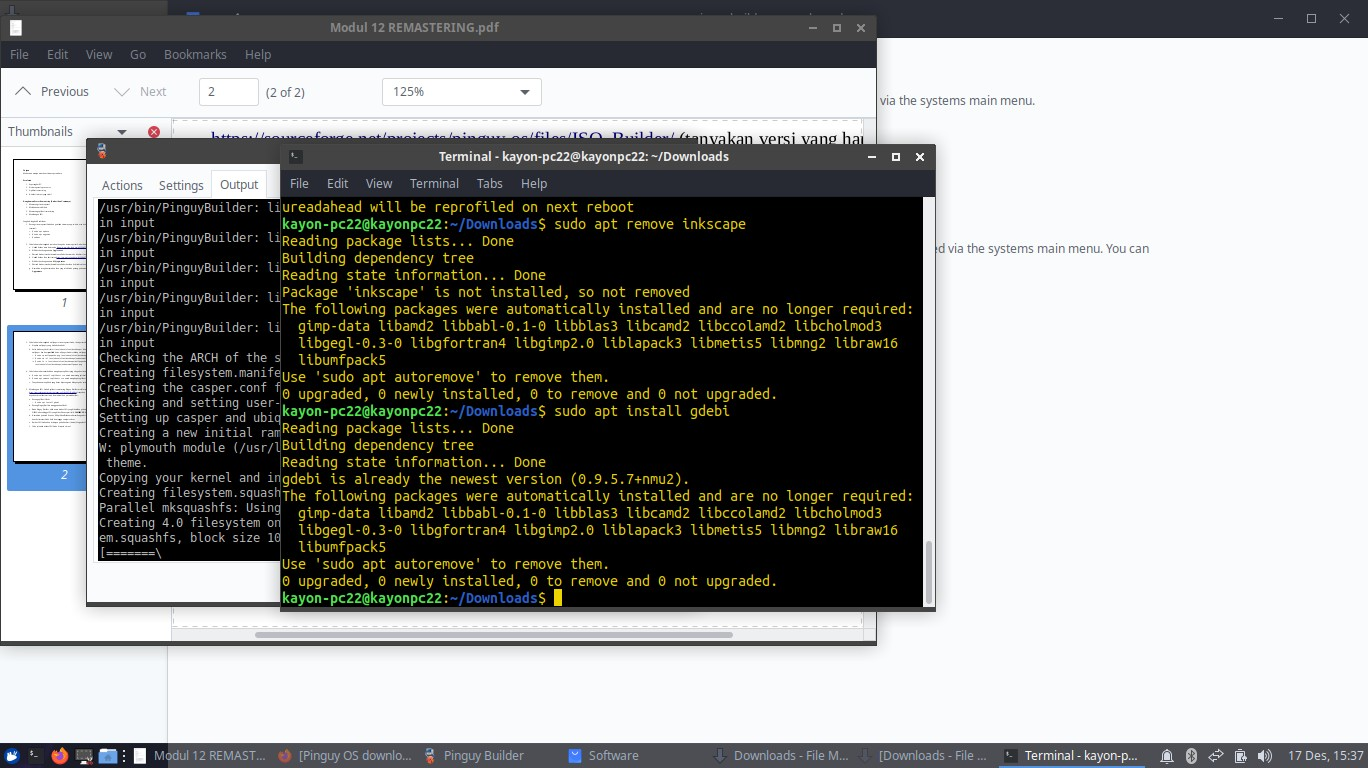 Modul 12 REMASTERING.pdf
File Edit View Go Bookmarks Help
Previous Next 2 (2 of 2) 125%
via the systems main menu.
Thumbnails
https://sourceforge.net/projects/pinguy-os/files/ISO_Builder/ (tanyakan versi yang har
1
2
d via the systems main menu. You can
Actions Settings Output
/usr/bin/PinguyBuilder: li
in input
/usr/bin/PinguyBuilder: li
in input
/usr/bin/PinguyBuilder: li
in input
/usr/bin/PinguyBuilder: li
in input
/usr/bin/PinguyBuilder: li
in input
Checking the ARCH of the s
Creating filesystem.manife
Creating the casper.conf f
Checking and setting user-
Setting up casper and ubiq
Creating a new initial ram
W: plymouth module (/usr/l
theme.
Copying your kernel and in
Creating filesystem.squash
Parallel mksquashfs: Using
Creating 4.0 filesystem on
em.squashfs, block size 10
[=======\
Terminal - kayon-pc22@kayonpc22: ~/Downloads
File Edit View Terminal Tabs Help
ureadahead will be reprofiled on next reboot
kayon-pc22@kayonpc22:~/Downloads$ sudo apt remove inkscape
Reading package lists... Done
Building dependency tree
Reading state information... Done
Package 'inkscape' is not installed, so not removed
The following packages were automatically installed and are no longer required:
gimp-data libamd2 libbabl-0.1-0 libblas3 libcamd2 libccolamd2 libcholmod3
libgegl-0.3-0 libgfortran4 libgimp2.0 liblapack3 libmetis5 libmng2 libraw16
libumfpack5
Use 'sudo apt autoremove' to remove them.
0 upgraded, 0 newly installed, 0 to remove and 0 not upgraded.
kayon-pc22@kayonpc22:~/Downloads$ sudo apt install gdebi
Reading package lists... Done
Building dependency tree
Reading state information... Done
gdebi is already the newest version (0.9.5.7+nmu2).
The following packages were automatically installed and are no longer required:
gimp-data libamd2 libbabl-0.1-0 libblas3 libcamd2 libccolamd2 libcholmod3
libgegl-0.3-0 libgfortran4 libgimp2.0 liblapack3 libmetis5 libmng2 libraw16
libumfpack5
Use 'sudo apt autoremove' to remove them.
0 upgraded, 0 newly installed, 0 to remove and 0 not upgraded.
kayon-pc22@kayonpc22:~/Downloads$
Modul 12 REMAST... [Pinguy OS downlo... Pinguy Builder Software Downloads - File M... [Downloads - File ... Terminal - kayon-p... 17 Des, 15:37